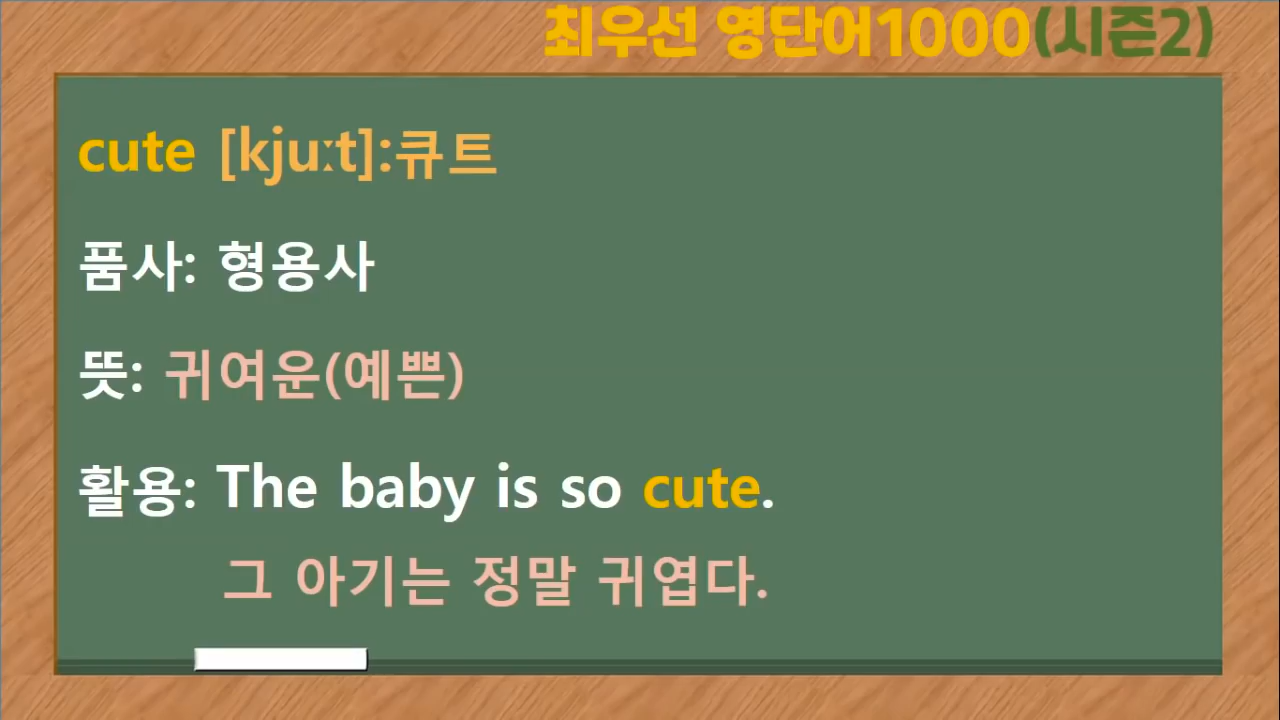 최우선 영단어1000(시즌2)
cute [kjuːt]:큐트
품사: 형용사
뜻: 귀여운(예쁜)
활용: The baby is so cute.
그 아기는 정말 귀엽다.